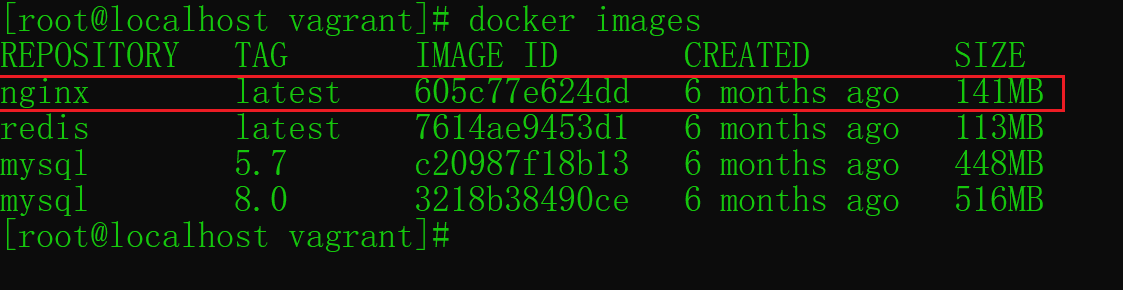 [root@localhost vagrant]# docker images
REPOSITORY   TAG       IMAGE ID       CREATED        SIZE
nginx        latest    605c77e624dd   6 months ago   141MB
redis        latest    7614ae9453d1   6 months ago   113MB
mysql        5.7       c20987f18b13   6 months ago   448MB
mysql        8.0       3218b38490ce   6 months ago   516MB
[root@localhost vagrant]#